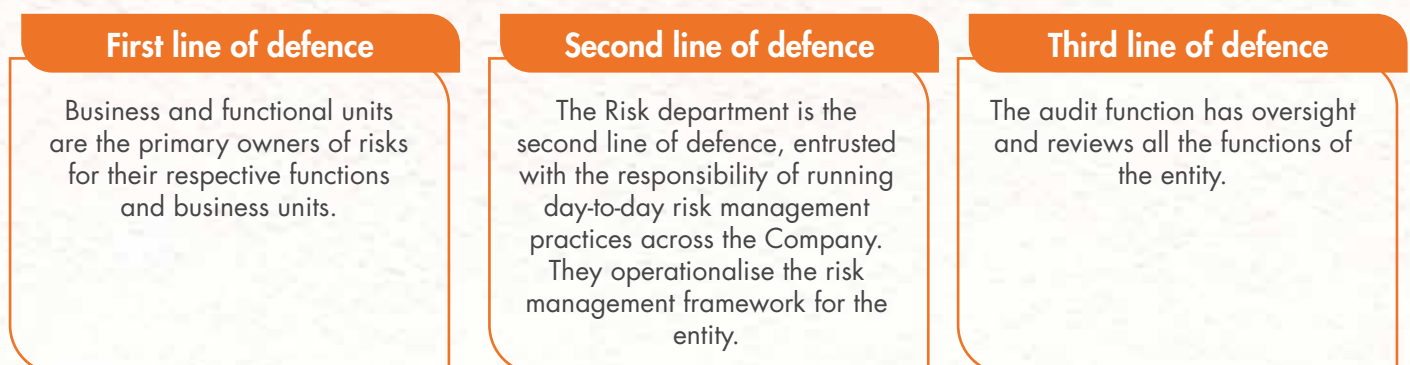 First line of defence
Business and functional units
are the primary owners of risks
for their respective functions
and business units.
Second line of defence
The Risk department is the
second line of defence, entrusted
with the responsibility of running
day-to-day risk management
practices across the Company.
They operationalise the risk
management framework for the
entity.
Third line of defence
The audit function has oversight
and reviews all the functions of
the entity.